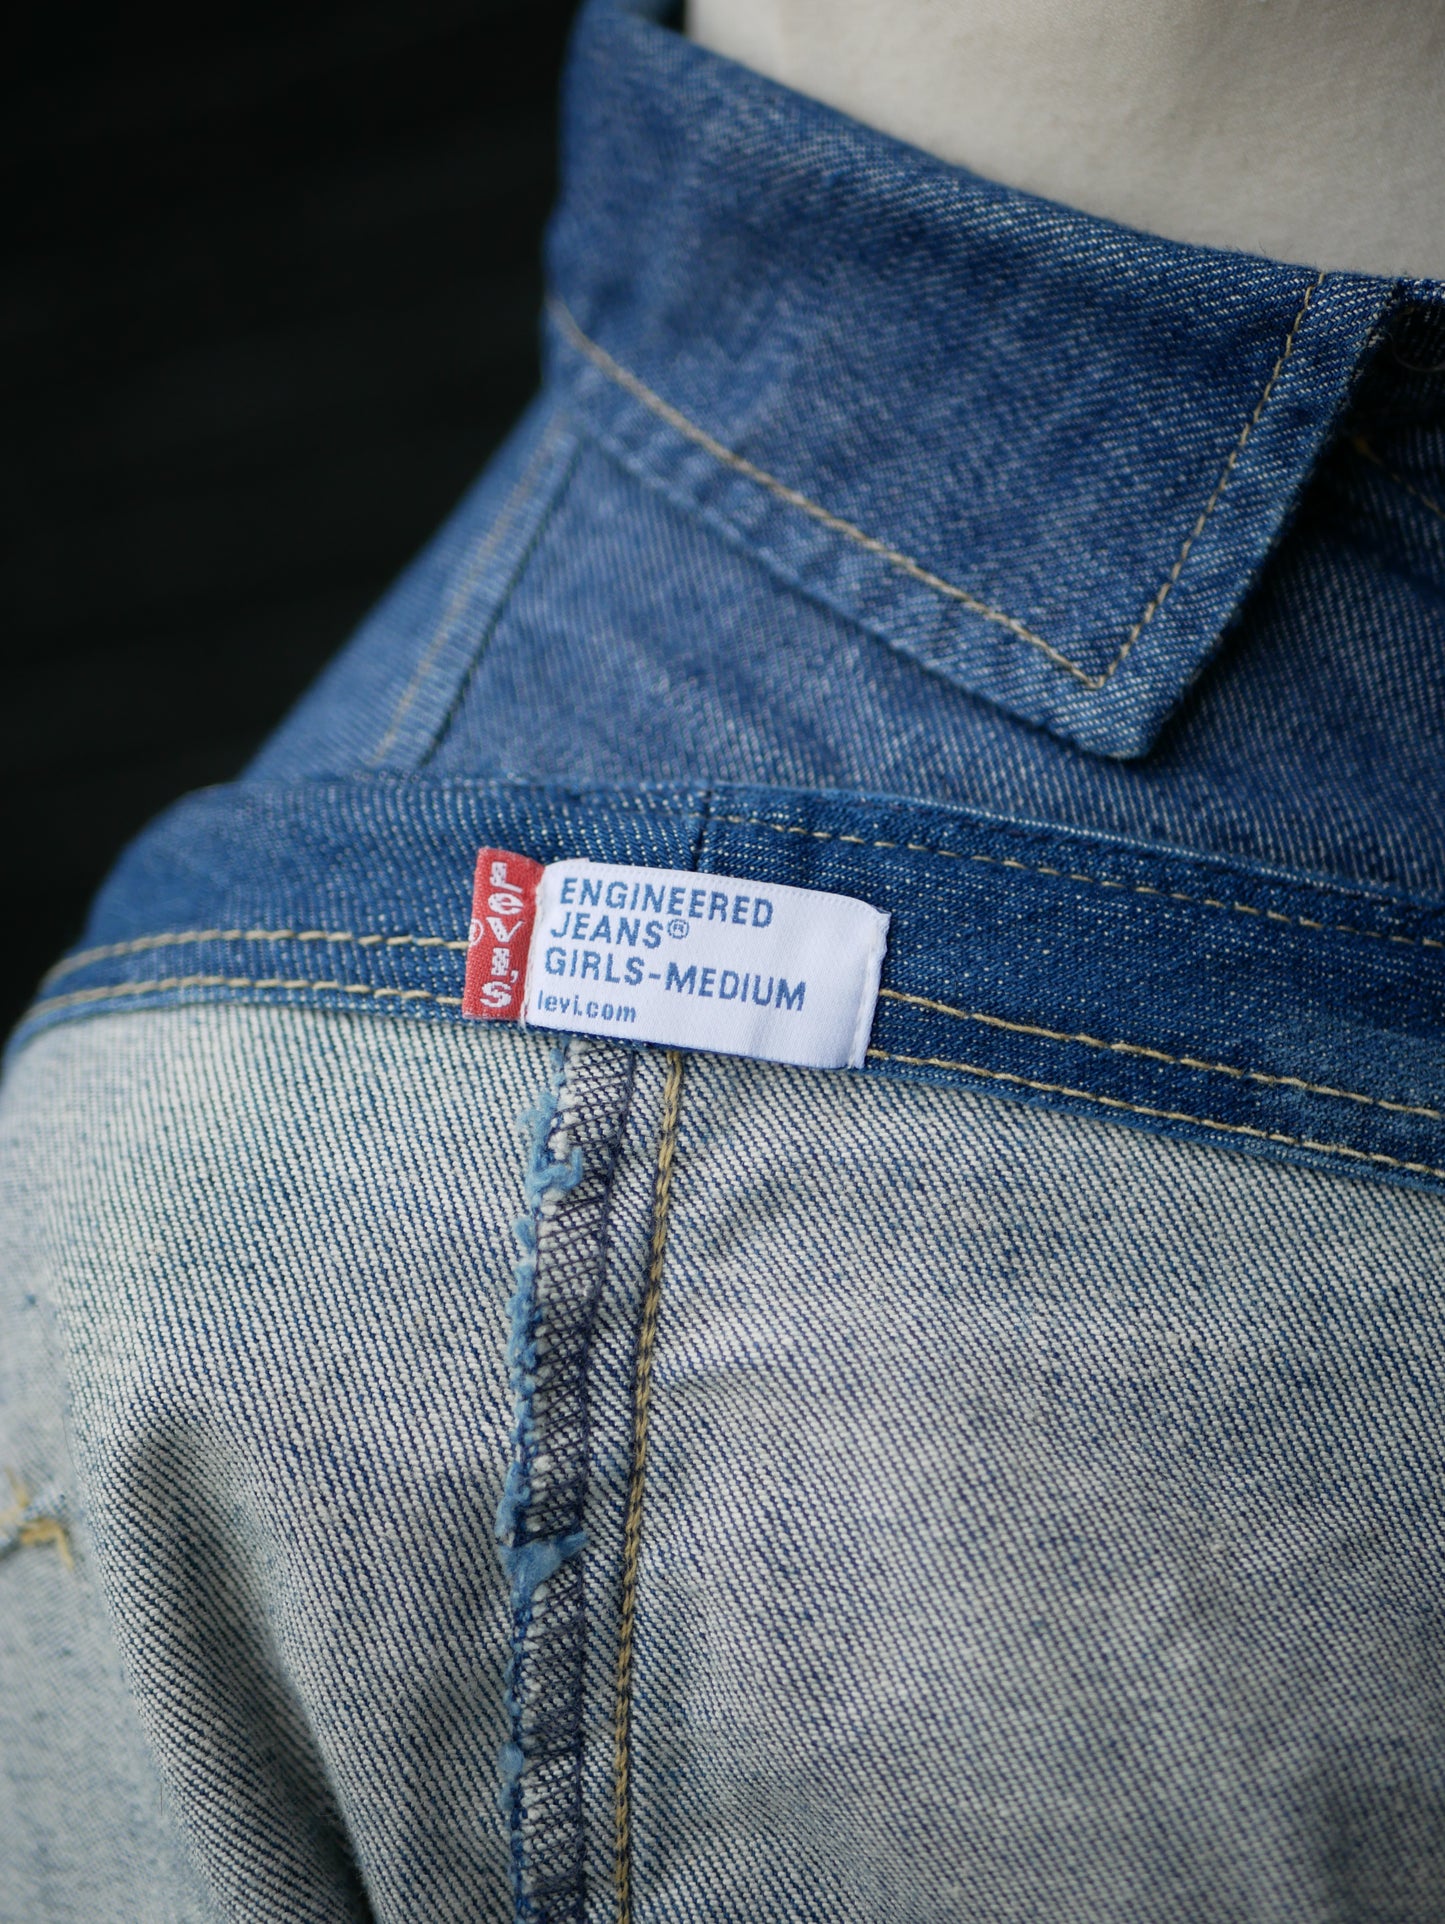 Levi's
®
ENGINEERED
JEANS®
GIRLS-MEDIUM
levi.com